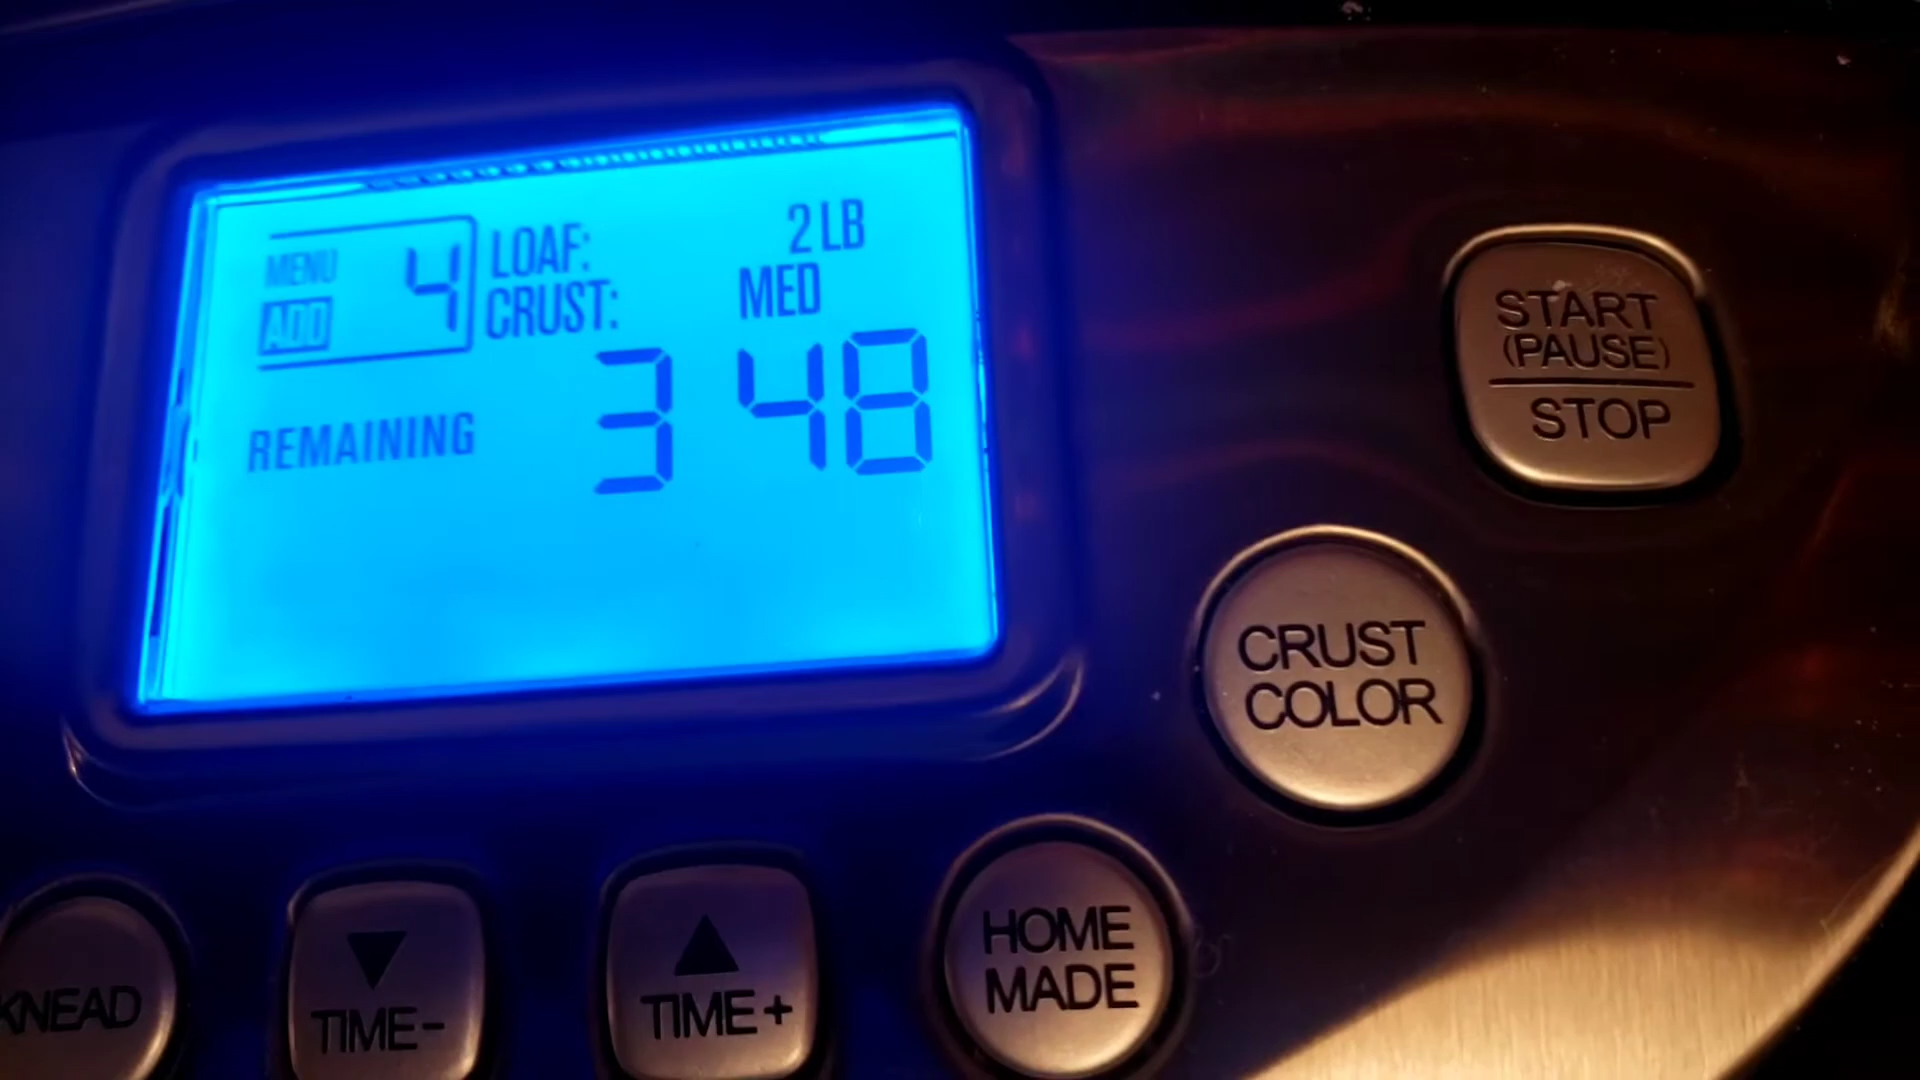 MENU 4
ADD
LOAF: 2 LB
CRUST: MED
REMAINING 3 48
START
(PAUSE)
STOP
CRUST
COLOR
HOME
MADE
KNEAD
TIME-
TIME+